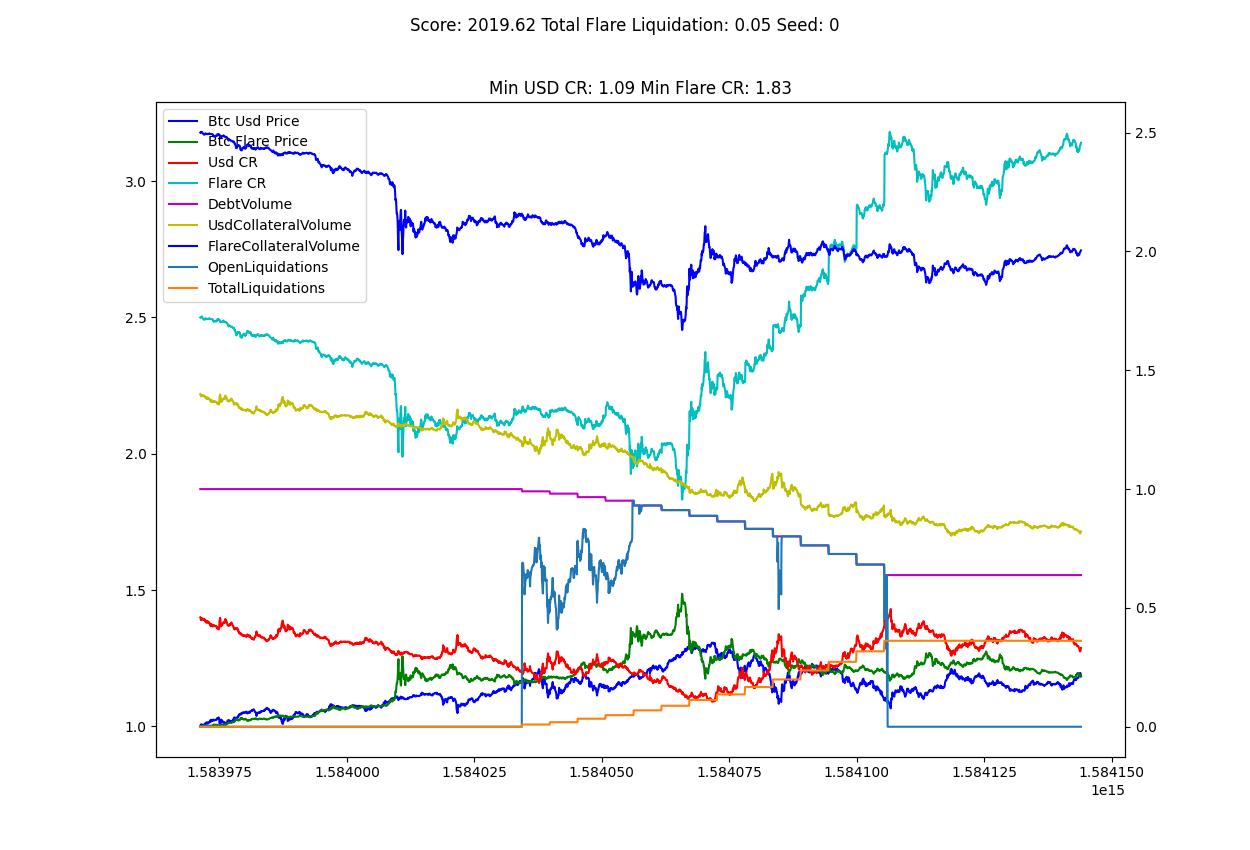 Score: 2019.62 Total Flare Liquidation: 0.05 Seed: 0
Min USD CR: 1.09 Min Flare CR: 1.83
Btc Usd Price
Btc Flare Price
Usd CR
Flare CR
DebtVolume
UsdCollateralVolume
FlareCollateralVolume
OpenLiquidations
TotalLiquidations
3.0
2.5
2.0
1.5
1.0
2.5
2.0
1.5
1.0
0.5
0.0
1.583975 1.584000 1.584025 1.584050 1.584075 1.584100 1.584125 1.584150
1e15